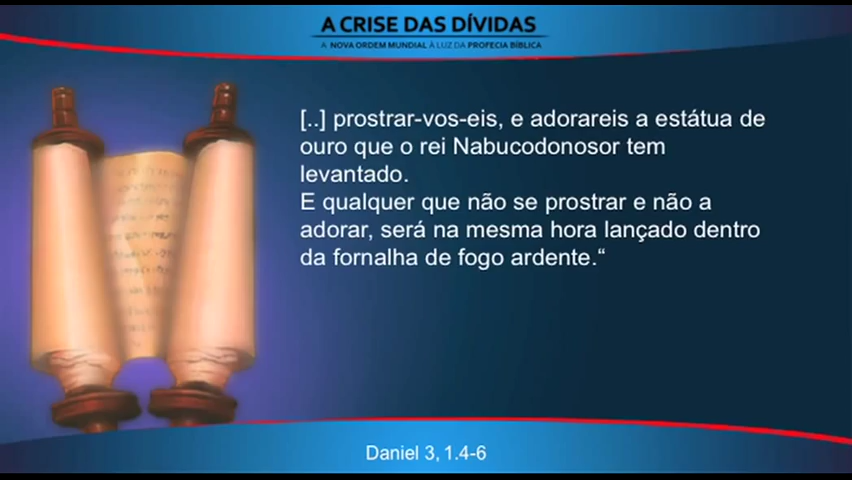 A CRISE DAS DÍVIDAS
A NOVA ORDEM MUNDIAL À LUZ DA PROFECIA BÍBLICA
[..] prostrar-vos-eis, e adorareis a estátua de
ouro que o rei Nabucodonosor tem
levantado.
E qualquer que não se prostrar e não a
adorar, será na mesma hora lançado dentro
da fornalha de fogo ardente.“
Daniel 3, 1.4-6